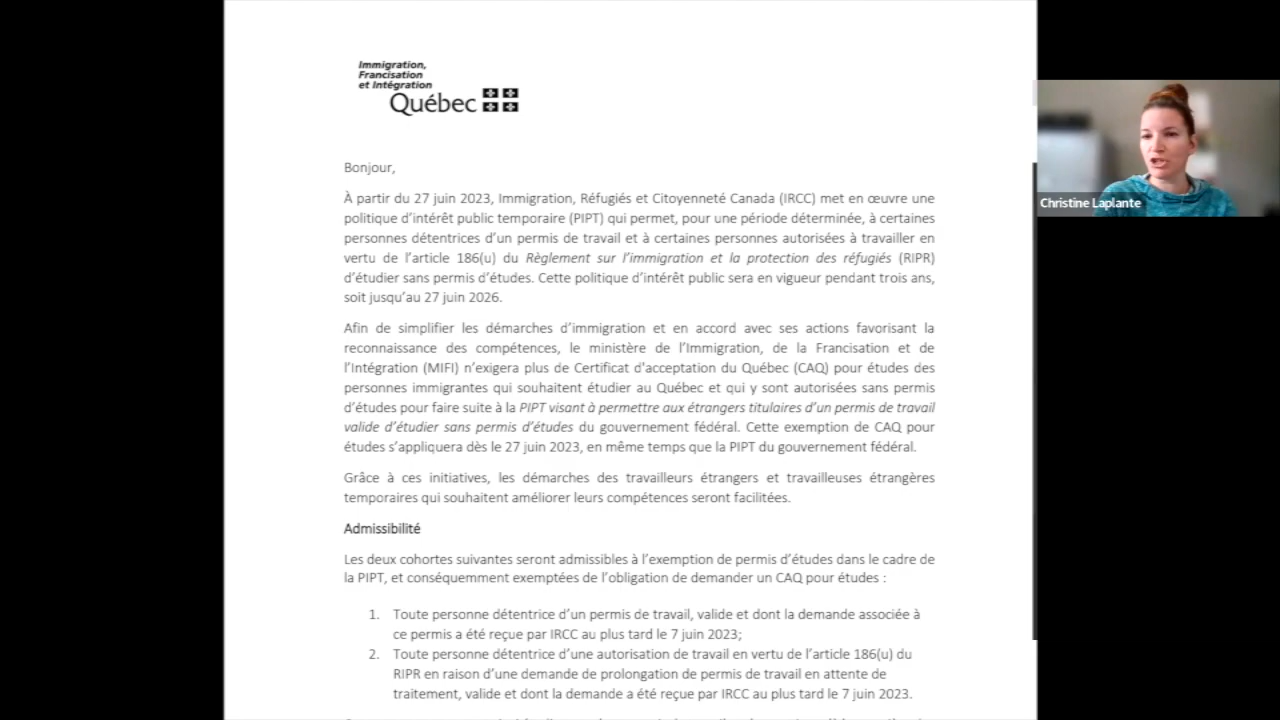 Immigration,
Francisation
et Intégration
Québec
Bonjour,
À partir du 27 juin 2023, Immigration, Réfugiés et Citoyenneté Canada (IRCC) met en œuvre une
politique d’intérêt public temporaire (PIPT) qui permet, pour une période déterminée, à certaines
personnes détentrices d’un permis de travail et à certaines personnes autorisées à travailler en
vertu de l’article 186(u) du Règlement sur l’immigration et la protection des réfugiés (RIPR)
d’étudier sans permis d’études. Cette politique d’intérêt public sera en vigueur pendant trois ans,
soit jusqu’au 27 juin 2026.
Afin de simplifier les démarches d’immigration et en accord avec ses actions favorisant la
reconnaissance des compétences, le ministère de l’Immigration, de la Francisation et de
l’Intégration (MIFI) n’exigera plus de Certificat d'acceptation du Québec (CAQ) pour études des
personnes immigrantes qui souhaitent étudier au Québec et qui y sont autorisées sans permis
d’études pour faire suite à la PIPT visant à permettre aux étrangers titulaires d’un permis de travail
valide d’étudier sans permis d’études du gouvernement fédéral. Cette exemption de CAQ pour
études s’appliquera dès le 27 juin 2023, en même temps que la PIPT du gouvernement fédéral.
Grâce à ces initiatives, les démarches des travailleurs étrangers et travailleuses étrangères
temporaires qui souhaitent améliorer leurs compétences seront facilitées.
Admissibilité
Les deux cohortes suivantes seront admissibles à l’exemption de permis d’études dans le cadre de
la PIPT, et conséquemment exemptées de l’obligation de demander un CAQ pour études :
1. Toute personne détentrice d’un permis de travail, valide et dont la demande associée à
ce permis a été reçue par IRCC au plus tard le 7 juin 2023;
2. Toute personne détentrice d’une autorisation de travail en vertu de l’article 186(u) du
RIPR en raison d’une demande de prolongation de permis de travail en attente de
traitement, valide et dont la demande a été reçue par IRCC au plus tard le 7 juin 2023.
Christine Laplante